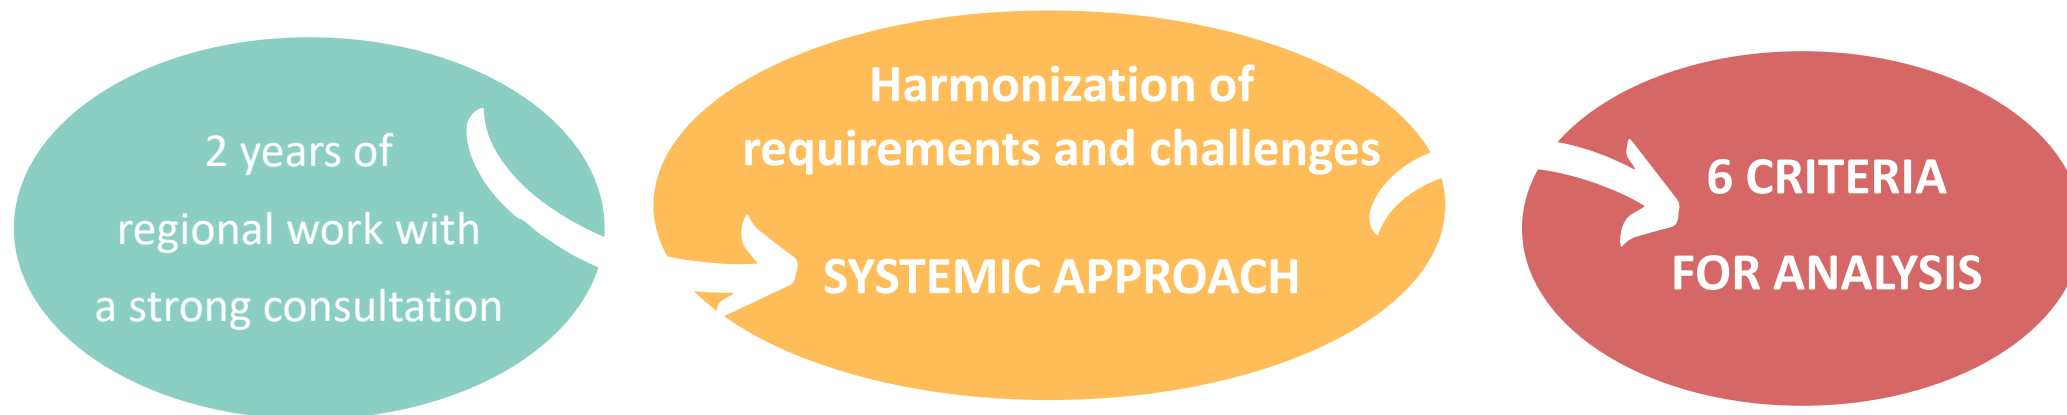 2 years of
regional work with
a strong consultation
Harmonization of
requirements and challenges
SYSTEMIC APPROACH
6 CRITERIA
FOR ANALYSIS